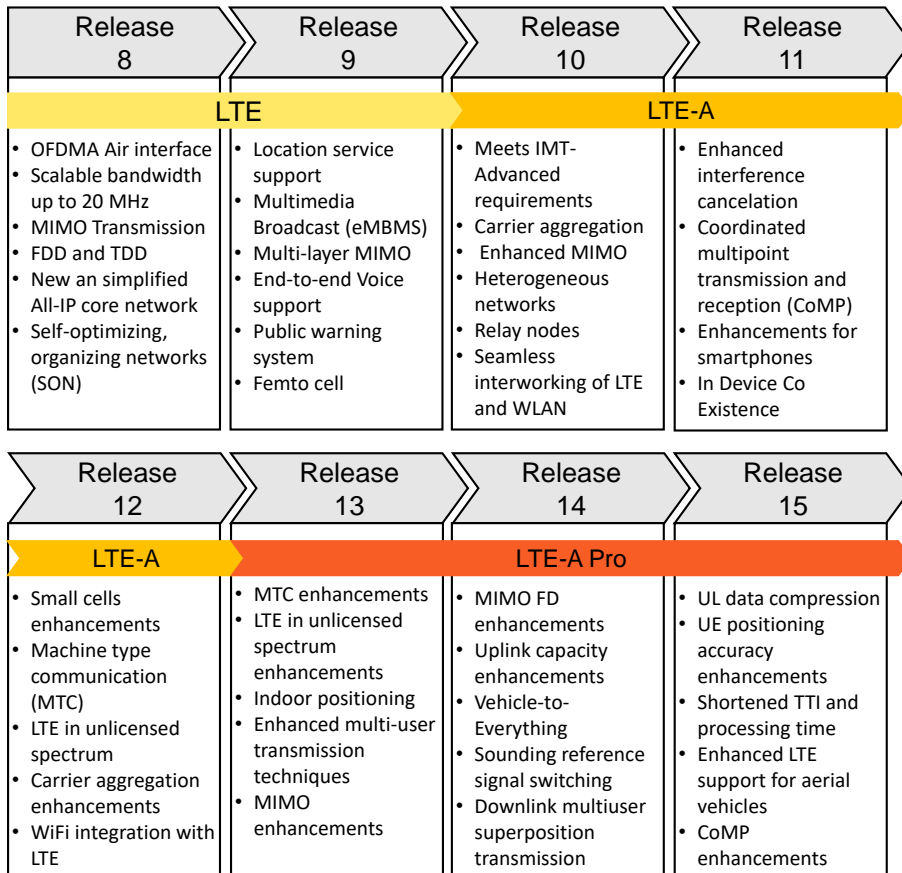 Release
8
Release
9
Release
10
Release
11
LTE
LTE-A
• OFDMA Air interface
• Scalable bandwidth
up to 20 MHz
• MIMO Transmission
• FDD and TDD
• New an simplified
All-IP core network
• Self-optimizing,
organizing networks
(SON)
• Location service
support
• Multimedia
Broadcast (eMBMS)
• Multi-layer MIMO
• End-to-end Voice
support
• Public warning
system
• Femto cell
• Meets IMT-
Advanced
requirements
• Carrier aggregation
• Enhanced MIMO
• Heterogeneous
networks
• Relay nodes
• Seamless
interworking of LTE
and WLAN
• Enhanced
interference
cancelation
• Coordinated
multipoint
transmission and
reception (CoMP)
• Enhancements for
smartphones
• In Device Co
Existence
Release
12
Release
13
Release
14
Release
15
LTE-A
LTE-A Pro
• Small cells
enhancements
• Machine type
communication
(MTC)
• LTE in unlicensed
spectrum
• Carrier aggregation
enhancements
• WiFi integration with
LTE
• MTC enhancements
• LTE in unlicensed
spectrum
enhancements
• Indoor positioning
• Enhanced multi-user
transmission
techniques
• MIMO
enhancements
• MIMO FD
enhancements
• Uplink capacity
enhancements
• Vehicle-to-
Everything
• Sounding reference
signal switching
• Downlink multiuser
superposition
transmission
• UL data compression
• UE positioning
accuracy
enhancements
• Shortened TTI and
processing time
• Enhanced LTE
support for aerial
vehicles
• CoMP
enhancements